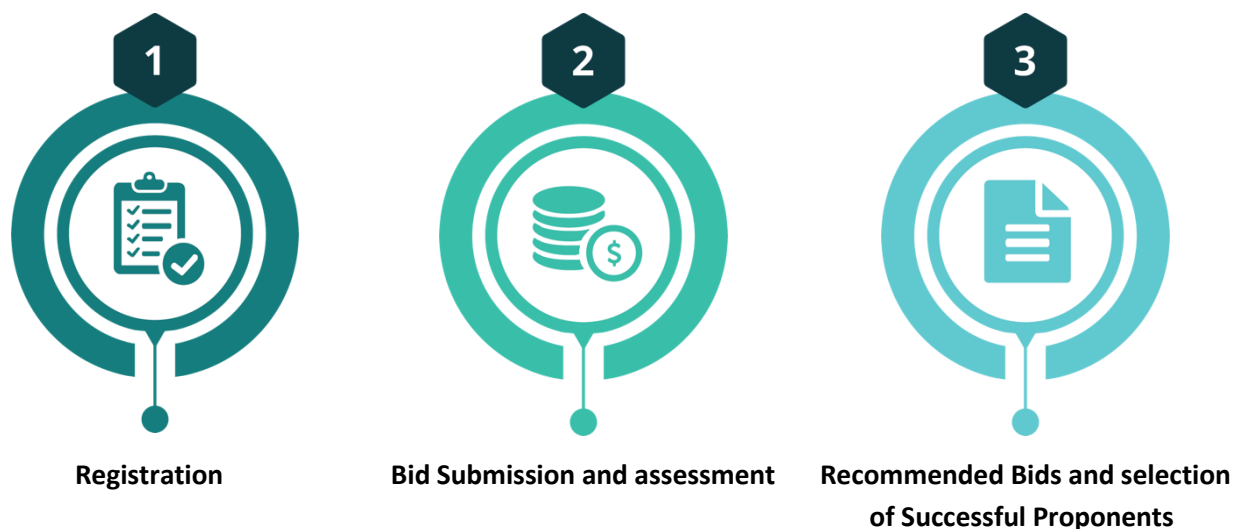 1
2
3
$
Registration
Bid Submission and assessment
Recommended Bids and selection
of Successful Proponents